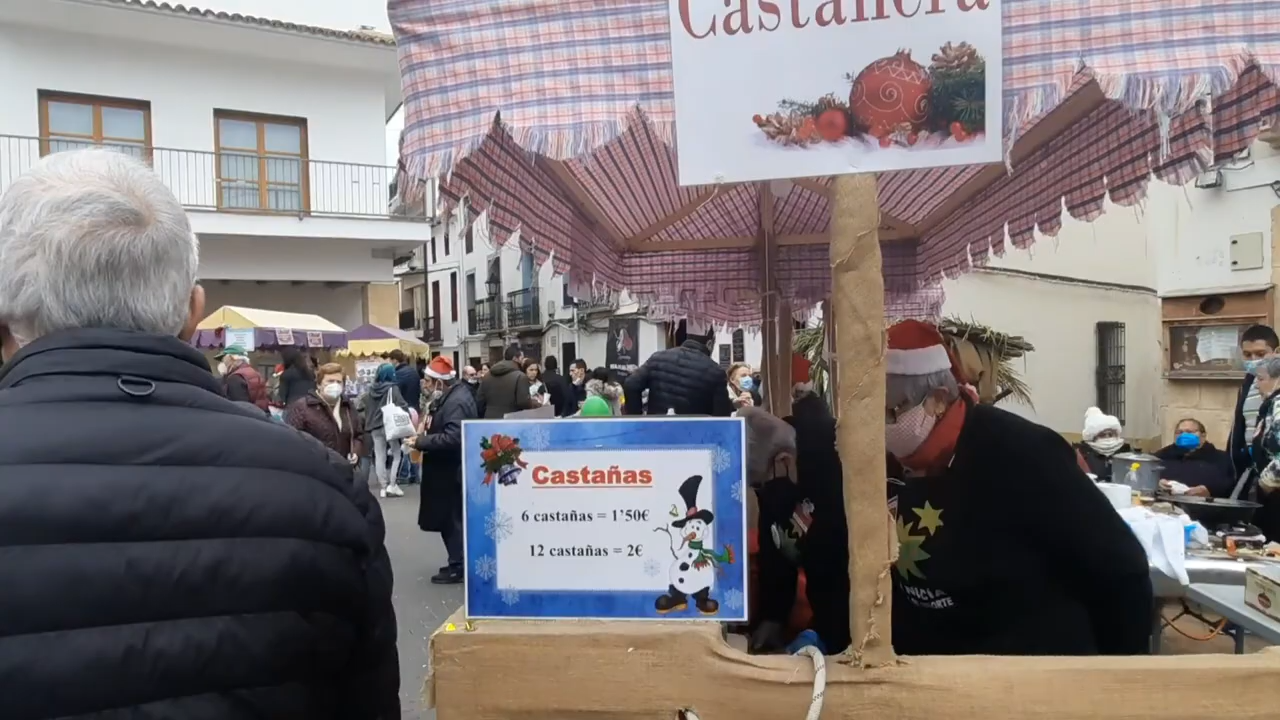 Castañera
Castañas
6 castañas = 1'50€
12 castañas = 2€